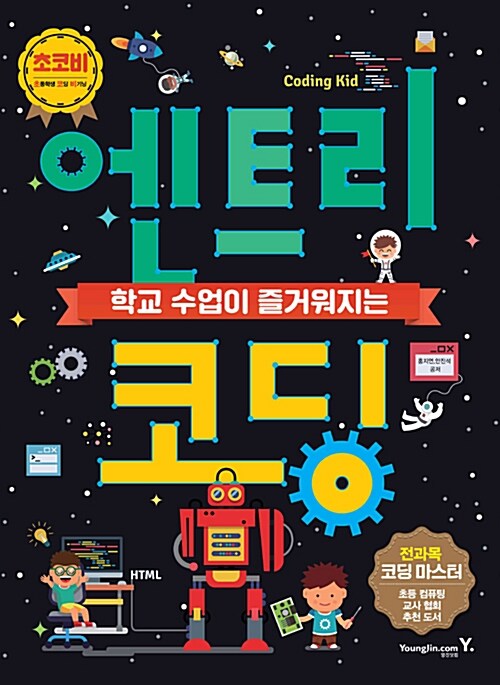 초코비
초등학생 코딩 비기닝
Coding Kid
엔트리
학교 수업이 즐거워지는
코딩
홍지연,안진석
공저
HTML
전과목
코딩 마스터
초등 컴퓨팅
교사 협회
추천 도서
YoungJin.com Y.
영진닷컴